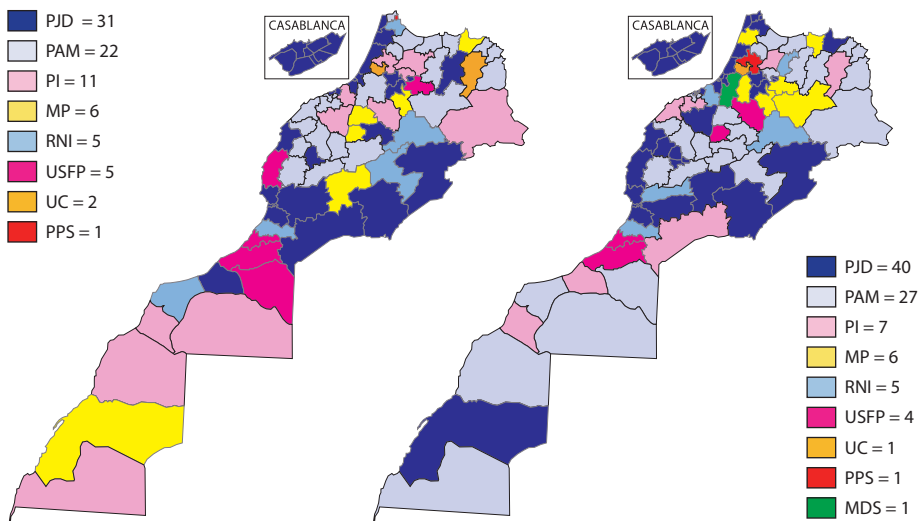 PJD = 31
PAM = 22
PI = 11
MP = 6
RNI = 5
USFP = 5
UC = 2
PPS = 1
CASABLANCA
CASABLANCA
PJD = 40
PAM = 27
PI = 7
MP = 6
RNI = 5
USFP = 4
UC = 1
PPS = 1
MDS = 1